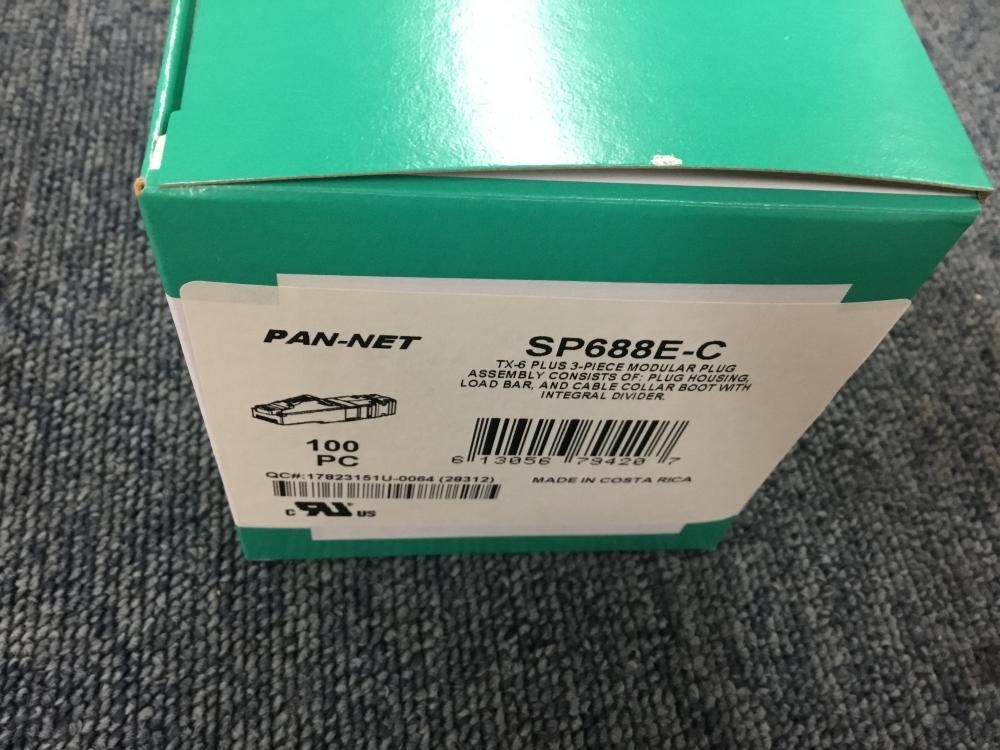 PAN-NET
SP688E-C
TX-6 PLUS 3-PIECE MODULAR PLUG
ASSEMBLY CONSISTS OF: PLUG HOUSING,
LOAD BAR, AND CABLE COLLAR BOOT WITH
INTEGRAL DIVIDER.
100
PC
6 13056 79420 7
QC#:17823151U-0064 (28312)
MADE IN COSTA RICA
C RU® US